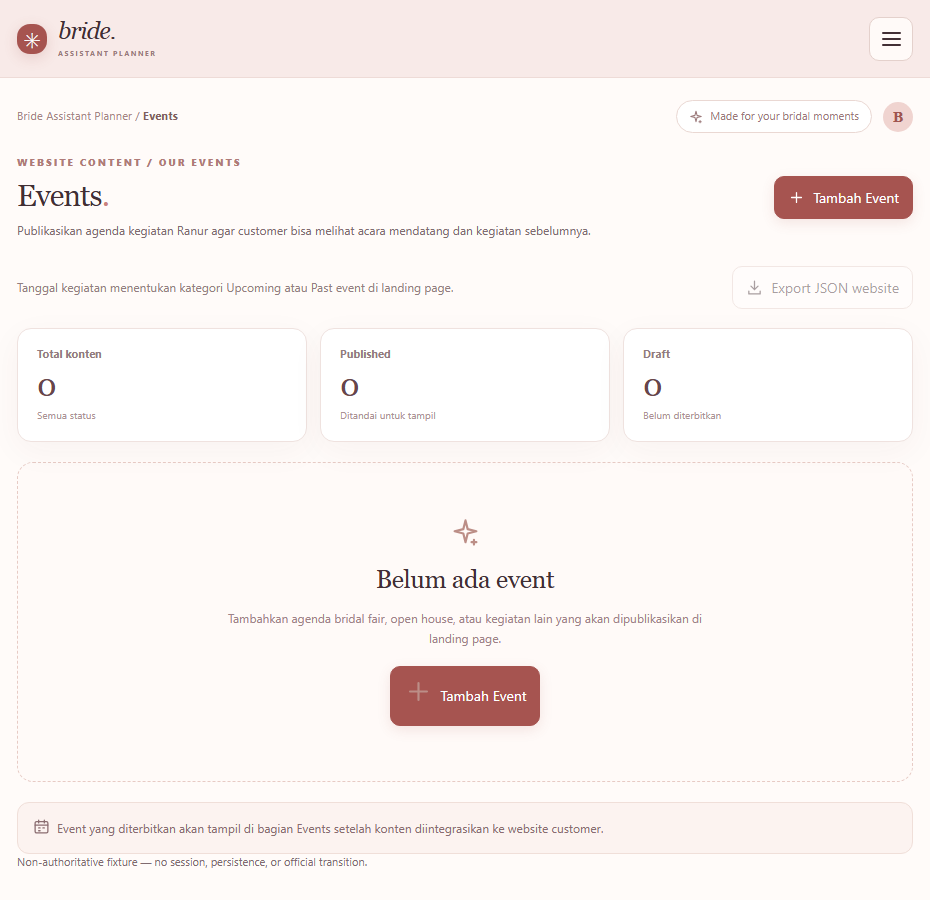 bride.
ASSISTANT PLANNER
Bride Assistant Planner / Events
Made for your bridal moments
B
WEBSITE CONTENT / OUR EVENTS
Events.
Tambah Event
Publikasikan agenda kegiatan Ranur agar customer bisa melihat acara mendatang dan kegiatan sebelumnya.
Tanggal kegiatan menentukan kategori Upcoming atau Past event di landing page.
Export JSON website
Total konten
0
Semua status
Published
0
Ditandai untuk tampil
Draft
0
Belum diterbitkan
Belum ada event
Tambahkan agenda bridal fair, open house, atau kegiatan lain yang akan dipublikasikan di
landing page.
Tambah Event
Event yang diterbitkan akan tampil di bagian Events setelah konten diintegrasikan ke website customer.
Non-authoritative fixture — no session, persistence, or official transition.